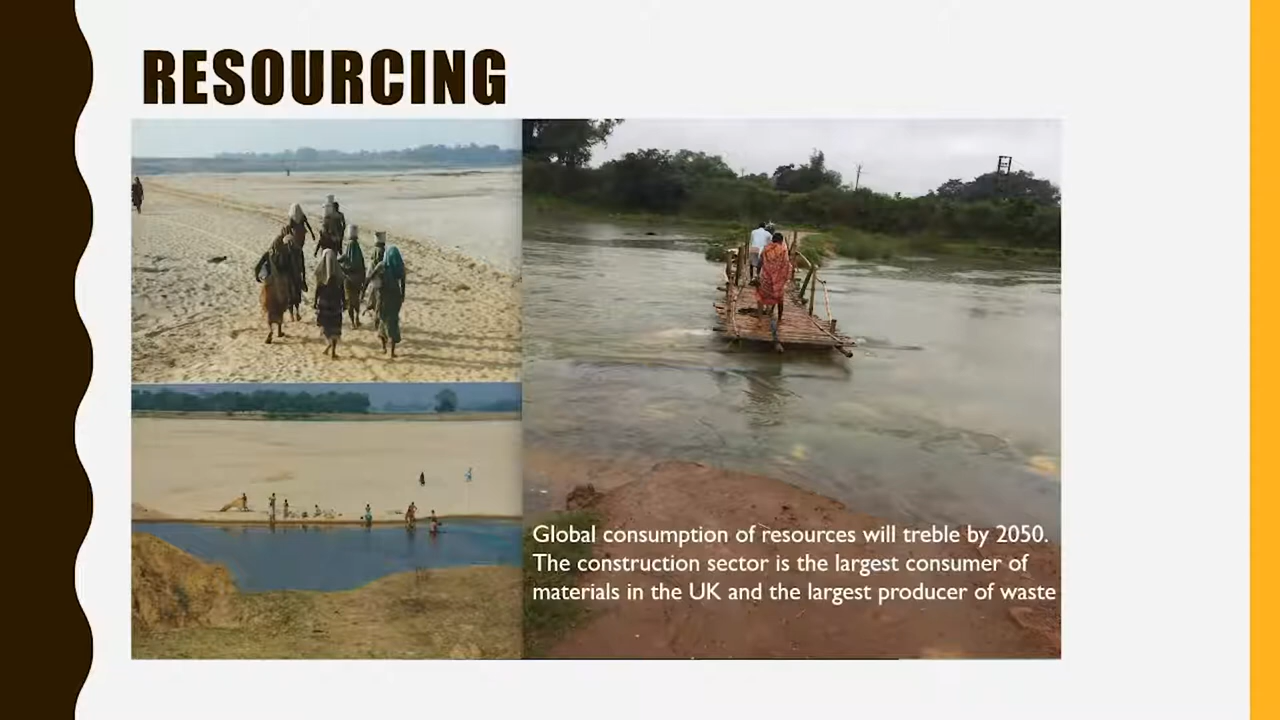 RESOURCING
Global consumption of resources will treble by 2050.
The construction sector is the largest consumer of
materials in the UK and the largest producer of waste